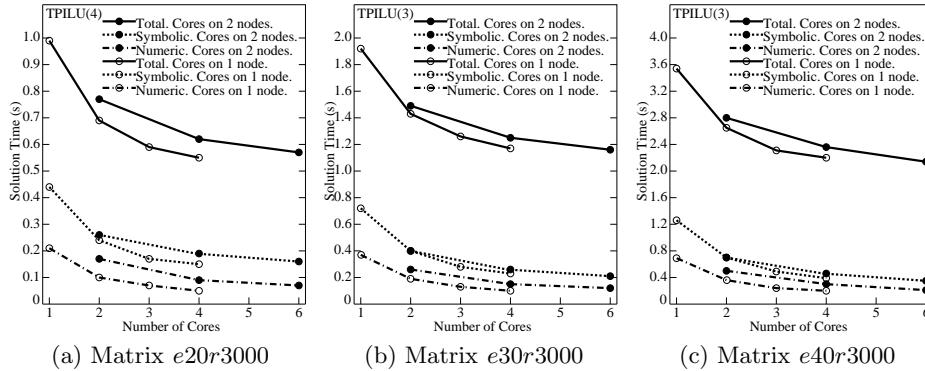 TPILU(4)
Total. Cores on 2 nodes.
Symbolic. Cores on 2 nodes.
Numeric. Cores on 2 nodes.
Total. Cores on 1 node.
Symbolic. Cores on 1 node.
Numeric. Cores on 1 node.
Solution Time (s)
1.0
0.9
0.8
0.7
0.6
0.5
0.4
0.3
0.2
0.1
0
1 2 3 4 5 6
Number of Cores
(a) Matrix e20r3000
TPILU(3)
Total. Cores on 2 nodes.
Symbolic. Cores on 2 nodes.
Numeric. Cores on 2 nodes.
Total. Cores on 1 node.
Symbolic. Cores on 1 node.
Numeric. Cores on 1 node.
Solution Time (s)
2.0
1.8
1.6
1.4
1.2
1.0
0.8
0.6
0.4
0.2
0
1 2 3 4 5 6
Number of Cores
(b) Matrix e30r3000
TPILU(3)
Total. Cores on 2 nodes.
Symbolic. Cores on 2 nodes.
Numeric. Cores on 2 nodes.
Total. Cores on 1 node.
Symbolic. Cores on 1 node.
Numeric. Cores on 1 node.
Solution Time (s)
4.0
3.6
3.2
2.8
2.4
2.0
1.6
1.2
0.8
0.4
0
1 2 3 4 5 6
Number of Cores
(c) Matrix e40r3000